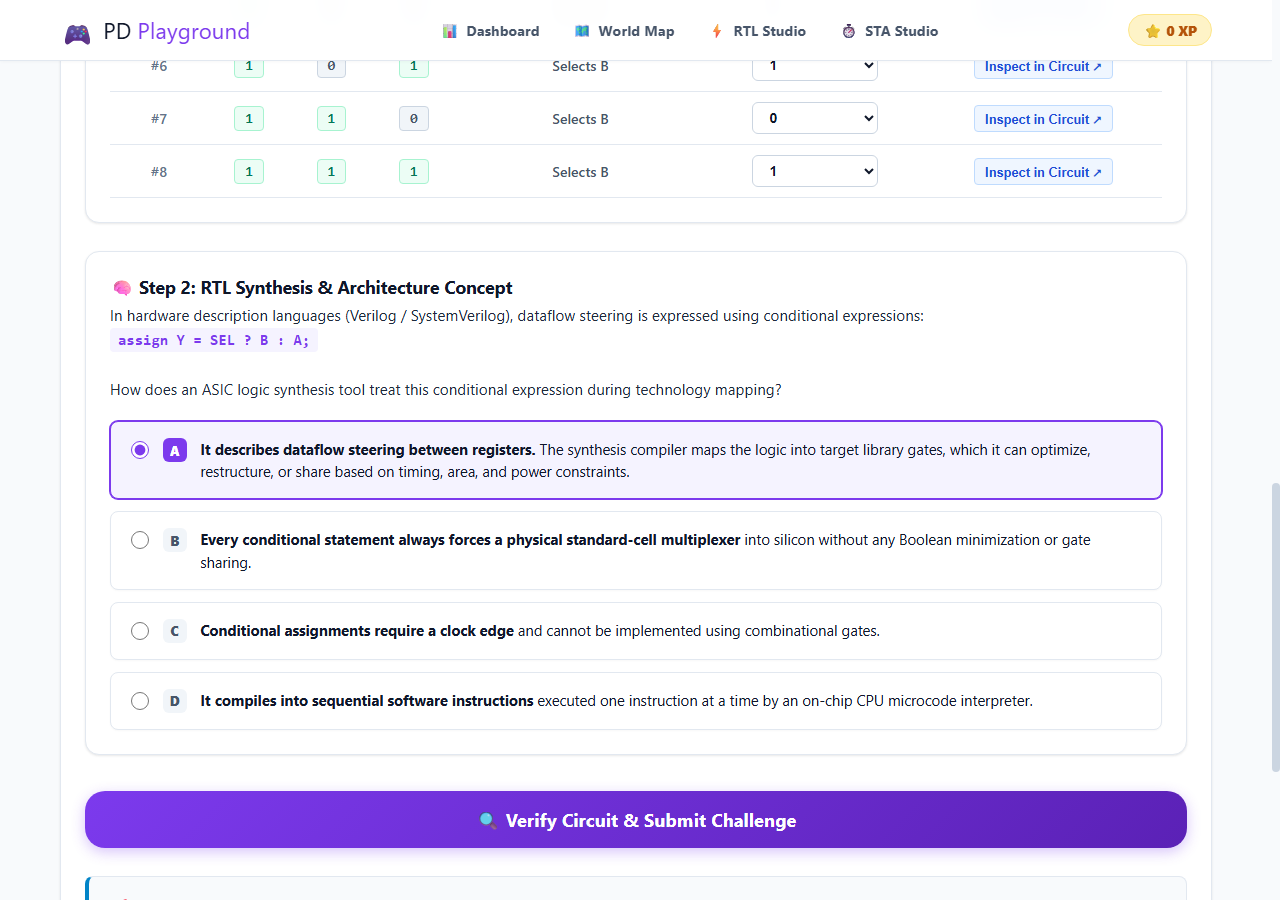 PD Playground
Dashboard
World Map
RTL Studio
STA Studio
0 XP
#6 1 0 1 Selects B 1 Inspect in Circuit ↗
#7 1 1 0 Selects B 0 Inspect in Circuit ↗
#8 1 1 1 Selects B 1 Inspect in Circuit ↗
Step 2: RTL Synthesis & Architecture Concept
In hardware description languages (Verilog / SystemVerilog), dataflow steering is expressed using conditional expressions:
assign Y = SEL ? B : A;
How does an ASIC logic synthesis tool treat this conditional expression during technology mapping?
A It describes dataflow steering between registers. The synthesis compiler maps the logic into target library gates, which it can optimize,
restructure, or share based on timing, area, and power constraints.
B Every conditional statement always forces a physical standard-cell multiplexer into silicon without any Boolean minimization or gate
sharing.
C Conditional assignments require a clock edge and cannot be implemented using combinational gates.
D It compiles into sequential software instructions executed one instruction at a time by an on-chip CPU microcode interpreter.
Verify Circuit & Submit Challenge